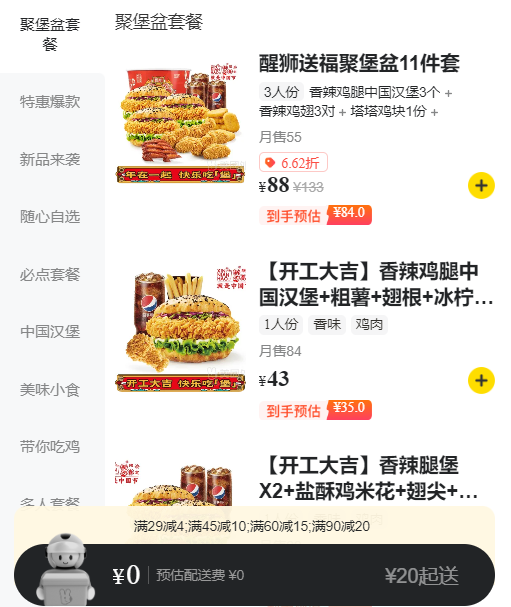 聚堡盆套
餐
特惠爆款
新品来袭
随心自选
必点套餐
中国汉堡
美味小食
带你吃鸡
多人套餐
聚堡盆套餐
年在一起 快乐吃堡
醒狮送福聚堡盆11件套
3人份 香辣鸡腿中国汉堡3个 +
香辣鸡翅3对 + 塔塔鸡块1份 +
月售55
6.62折
¥88 ¥133
到手预估 ¥84.0
开工大吉 快乐吃堡
【开工大吉】香辣鸡腿中
国汉堡+粗薯+翅根+冰柠...
1人份 香味 鸡肉
月售84
¥43
到手预估 ¥35.0
【开工大吉】香辣腿堡
X2+盐酥鸡米花+翅尖+...
满29减4;满45减10;满60减15;满90减20
¥0 预估配送费 ¥0
¥20起送